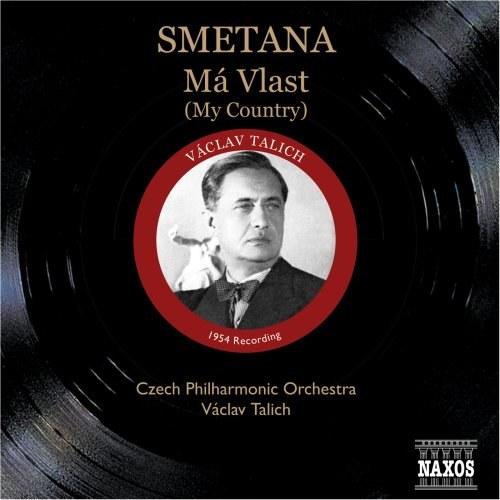 SMETANA
Má Vlast
(My Country)
VÁCLAV TALICH
1954 Recording
Czech Philharmonic Orchestra
Václav Talich
NAXOS